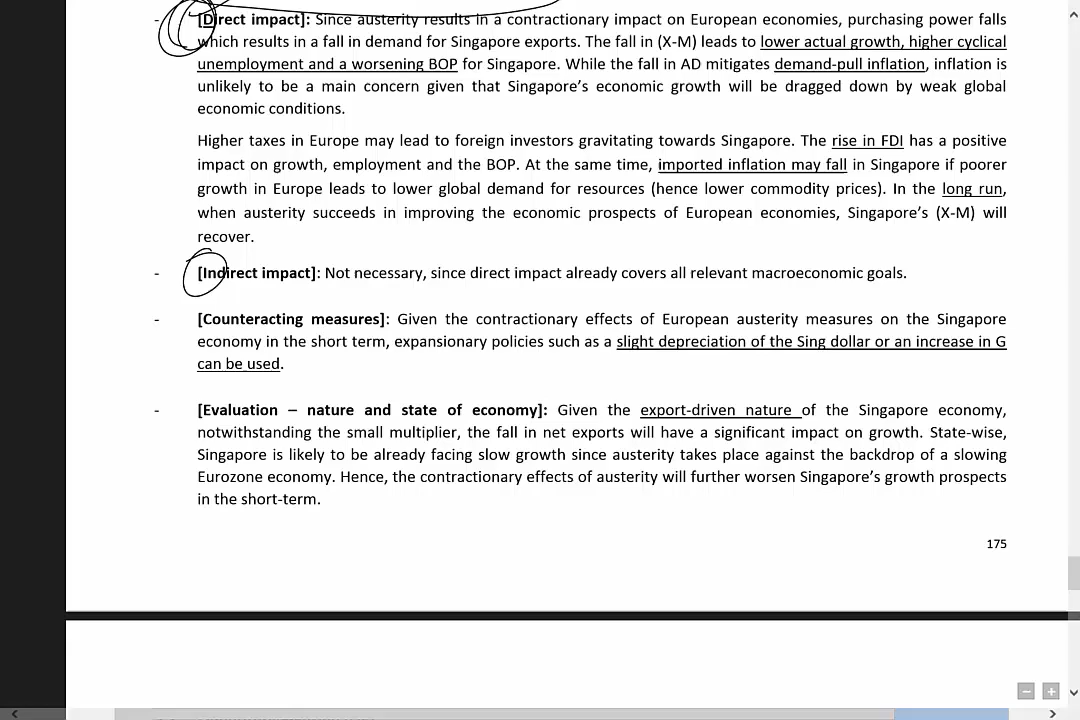 - [Direct impact]: Since austerity results in a contractionary impact on European economies, purchasing power falls
which results in a fall in demand for Singapore exports. The fall in (X-M) leads to lower actual growth, higher cyclical
unemployment and a worsening BOP for Singapore. While the fall in AD mitigates demand-pull inflation, inflation is
unlikely to be a main concern given that Singapore's economic growth will be dragged down by weak global
economic conditions.
Higher taxes in Europe may lead to foreign investors gravitating towards Singapore. The rise in FDI has a positive
impact on growth, employment and the BOP. At the same time, imported inflation may fall in Singapore if poorer
growth in Europe leads to lower global demand for resources (hence lower commodity prices). In the long run,
when austerity succeeds in improving the economic prospects of European economies, Singapore's (X-M) will
recover.
- [Indirect impact]: Not necessary, since direct impact already covers all relevant macroeconomic goals.
- [Counteracting measures]: Given the contractionary effects of European austerity measures on the Singapore
economy in the short term, expansionary policies such as a slight depreciation of the Sing dollar or an increase in G
can be used.
- [Evaluation – nature and state of economy]: Given the export-driven nature of the Singapore economy,
notwithstanding the small multiplier, the fall in net exports will have a significant impact on growth. State-wise,
Singapore is likely to be already facing slow growth since austerity takes place against the backdrop of a slowing
Eurozone economy. Hence, the contractionary effects of austerity will further worsen Singapore's growth prospects
in the short-term.
175